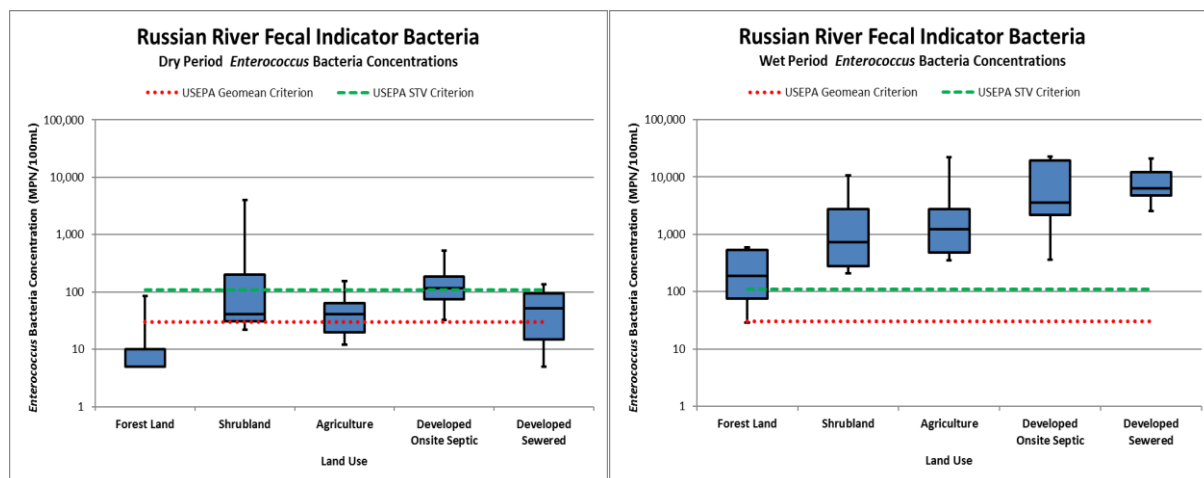 Russian River Fecal Indicator Bacteria
Dry Period Enterococcus Bacteria Concentrations
USEPA Geomean Criterion USEPA STV Criterion
Enterococcus Bacteria Concentration (MPN/100mL)
100,000
10,000
1,000
100
10
1
Forest Land Shrubland Agriculture Developed Onsite Septic Developed Sewered
Land Use
Russian River Fecal Indicator Bacteria
Wet Period Enterococcus Bacteria Concentrations
USEPA Geomean Criterion USEPA STV Criterion
Enterococcus Bacteria Concentration (MPN/100mL)
100,000
10,000
1,000
100
10
1
Forest Land Shrubland Agriculture Developed Onsite Septic Developed Sewered
Land Use